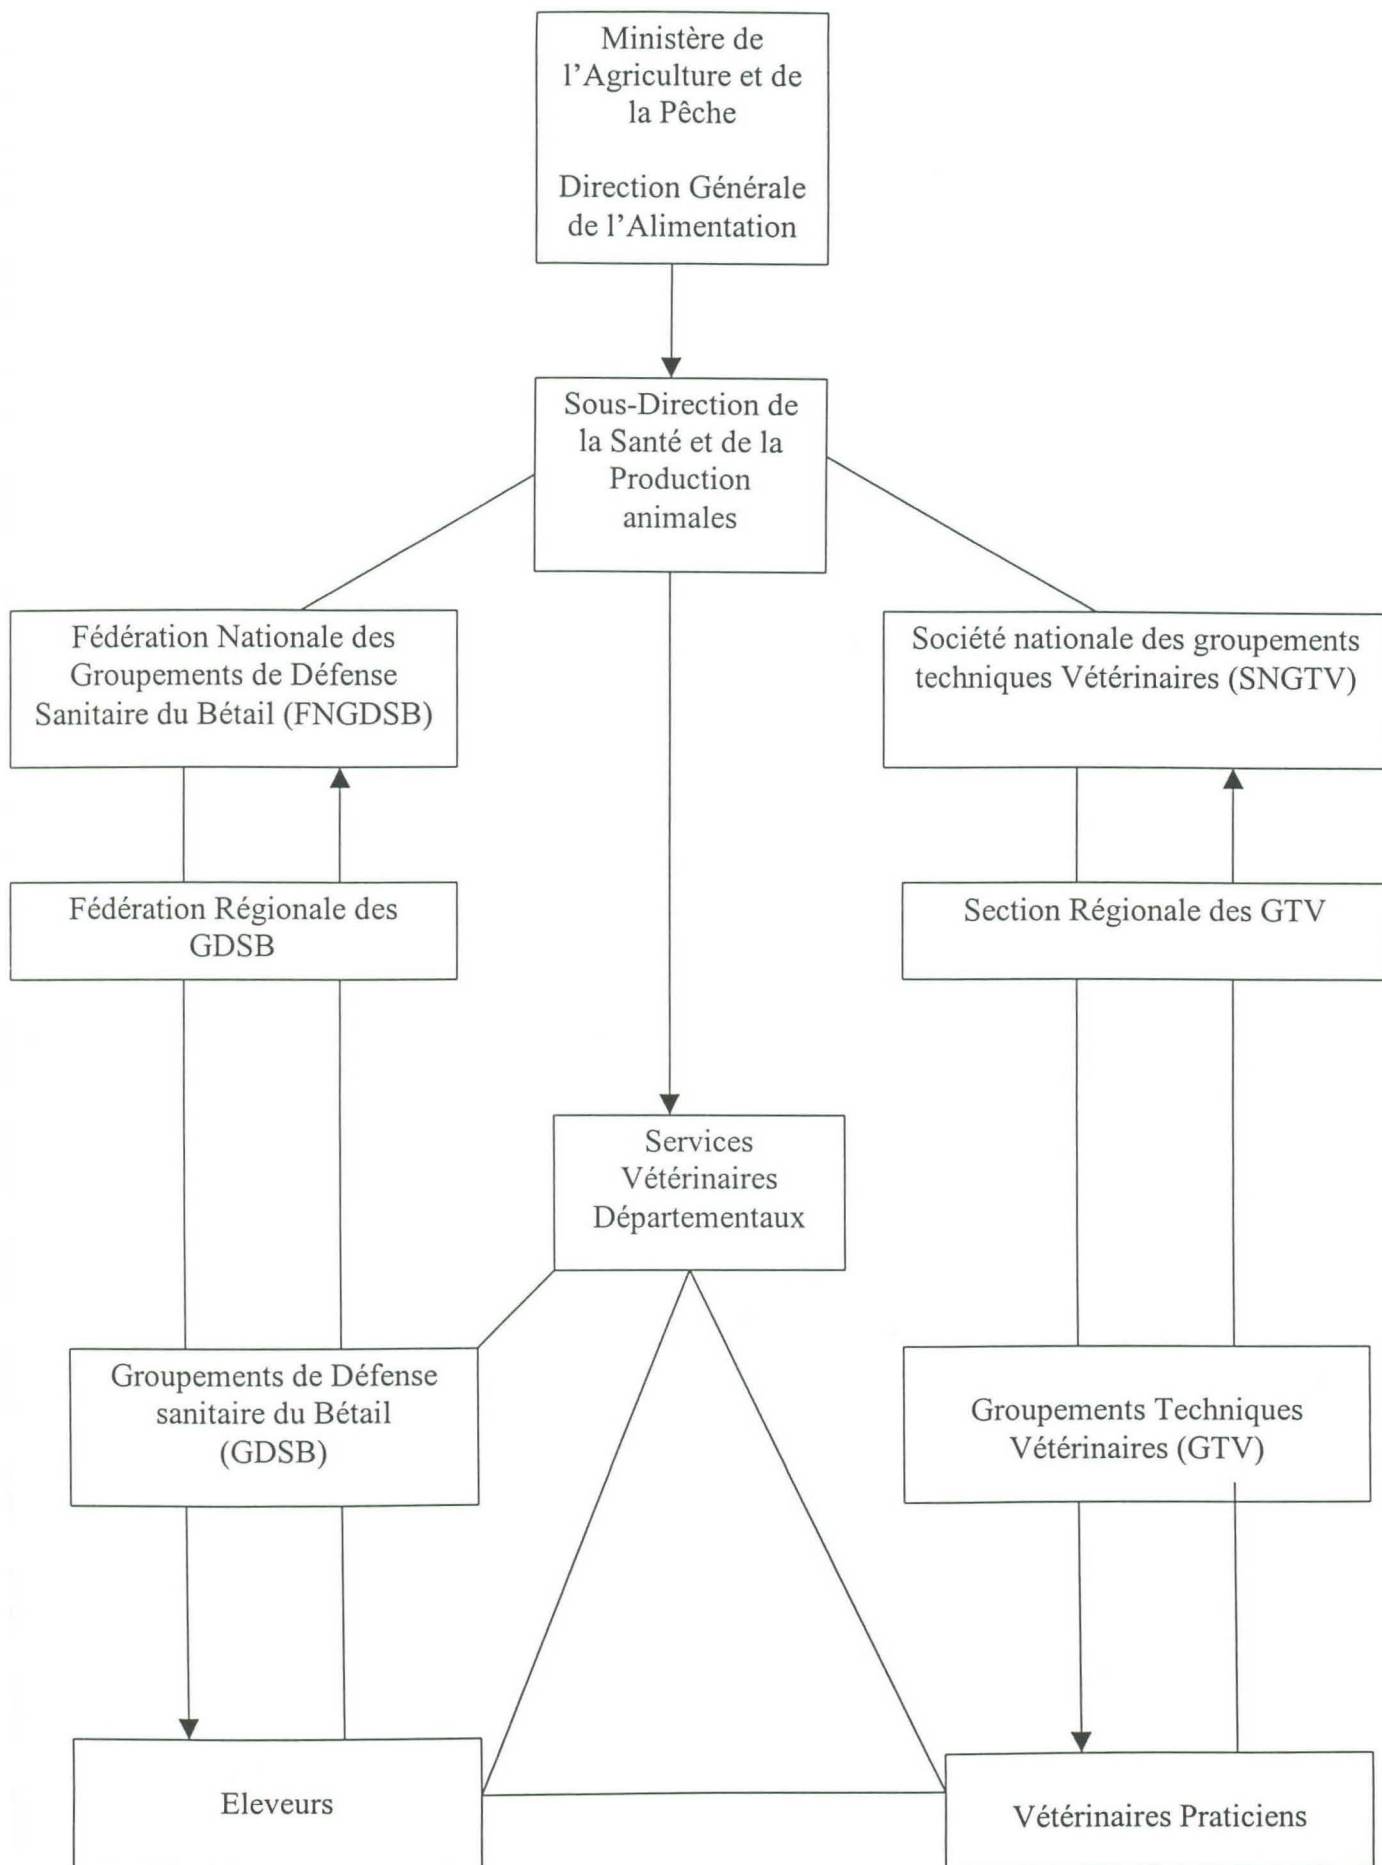 Ministère de
l’Agriculture et de
la Pêche
Direction Générale
de l’Alimentation
Sous-Direction de
la Santé et de la
Production
animales
Fédération Nationale des
Groupements de Défense
Sanitaire du Bétail (FNGDSB)
Société nationale des groupements
techniques Vétérinaires (SNGTV)
Fédération Régionale des
GDSB
Section Régionale des GTV
Services
Vétérinaires
Départementaux
Groupements de Défense
sanitaire du Bétail
(GDSB)
Groupements Techniques
Vétérinaires (GTV)
Eleveurs
Vétérinaires Praticiens